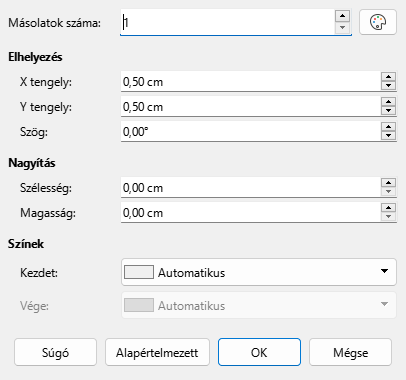 Másolatok száma: 1
Elhelyezés
X tengely: 0,50 cm
Y tengely: 0,50 cm
Szög: 0,00°
Nagyítás
Szélesség: 0,00 cm
Magasság: 0,00 cm
Színek
Kezdet: Automatikus
Vége: Automatikus
Súgó Alapértelmezett OK Mégse